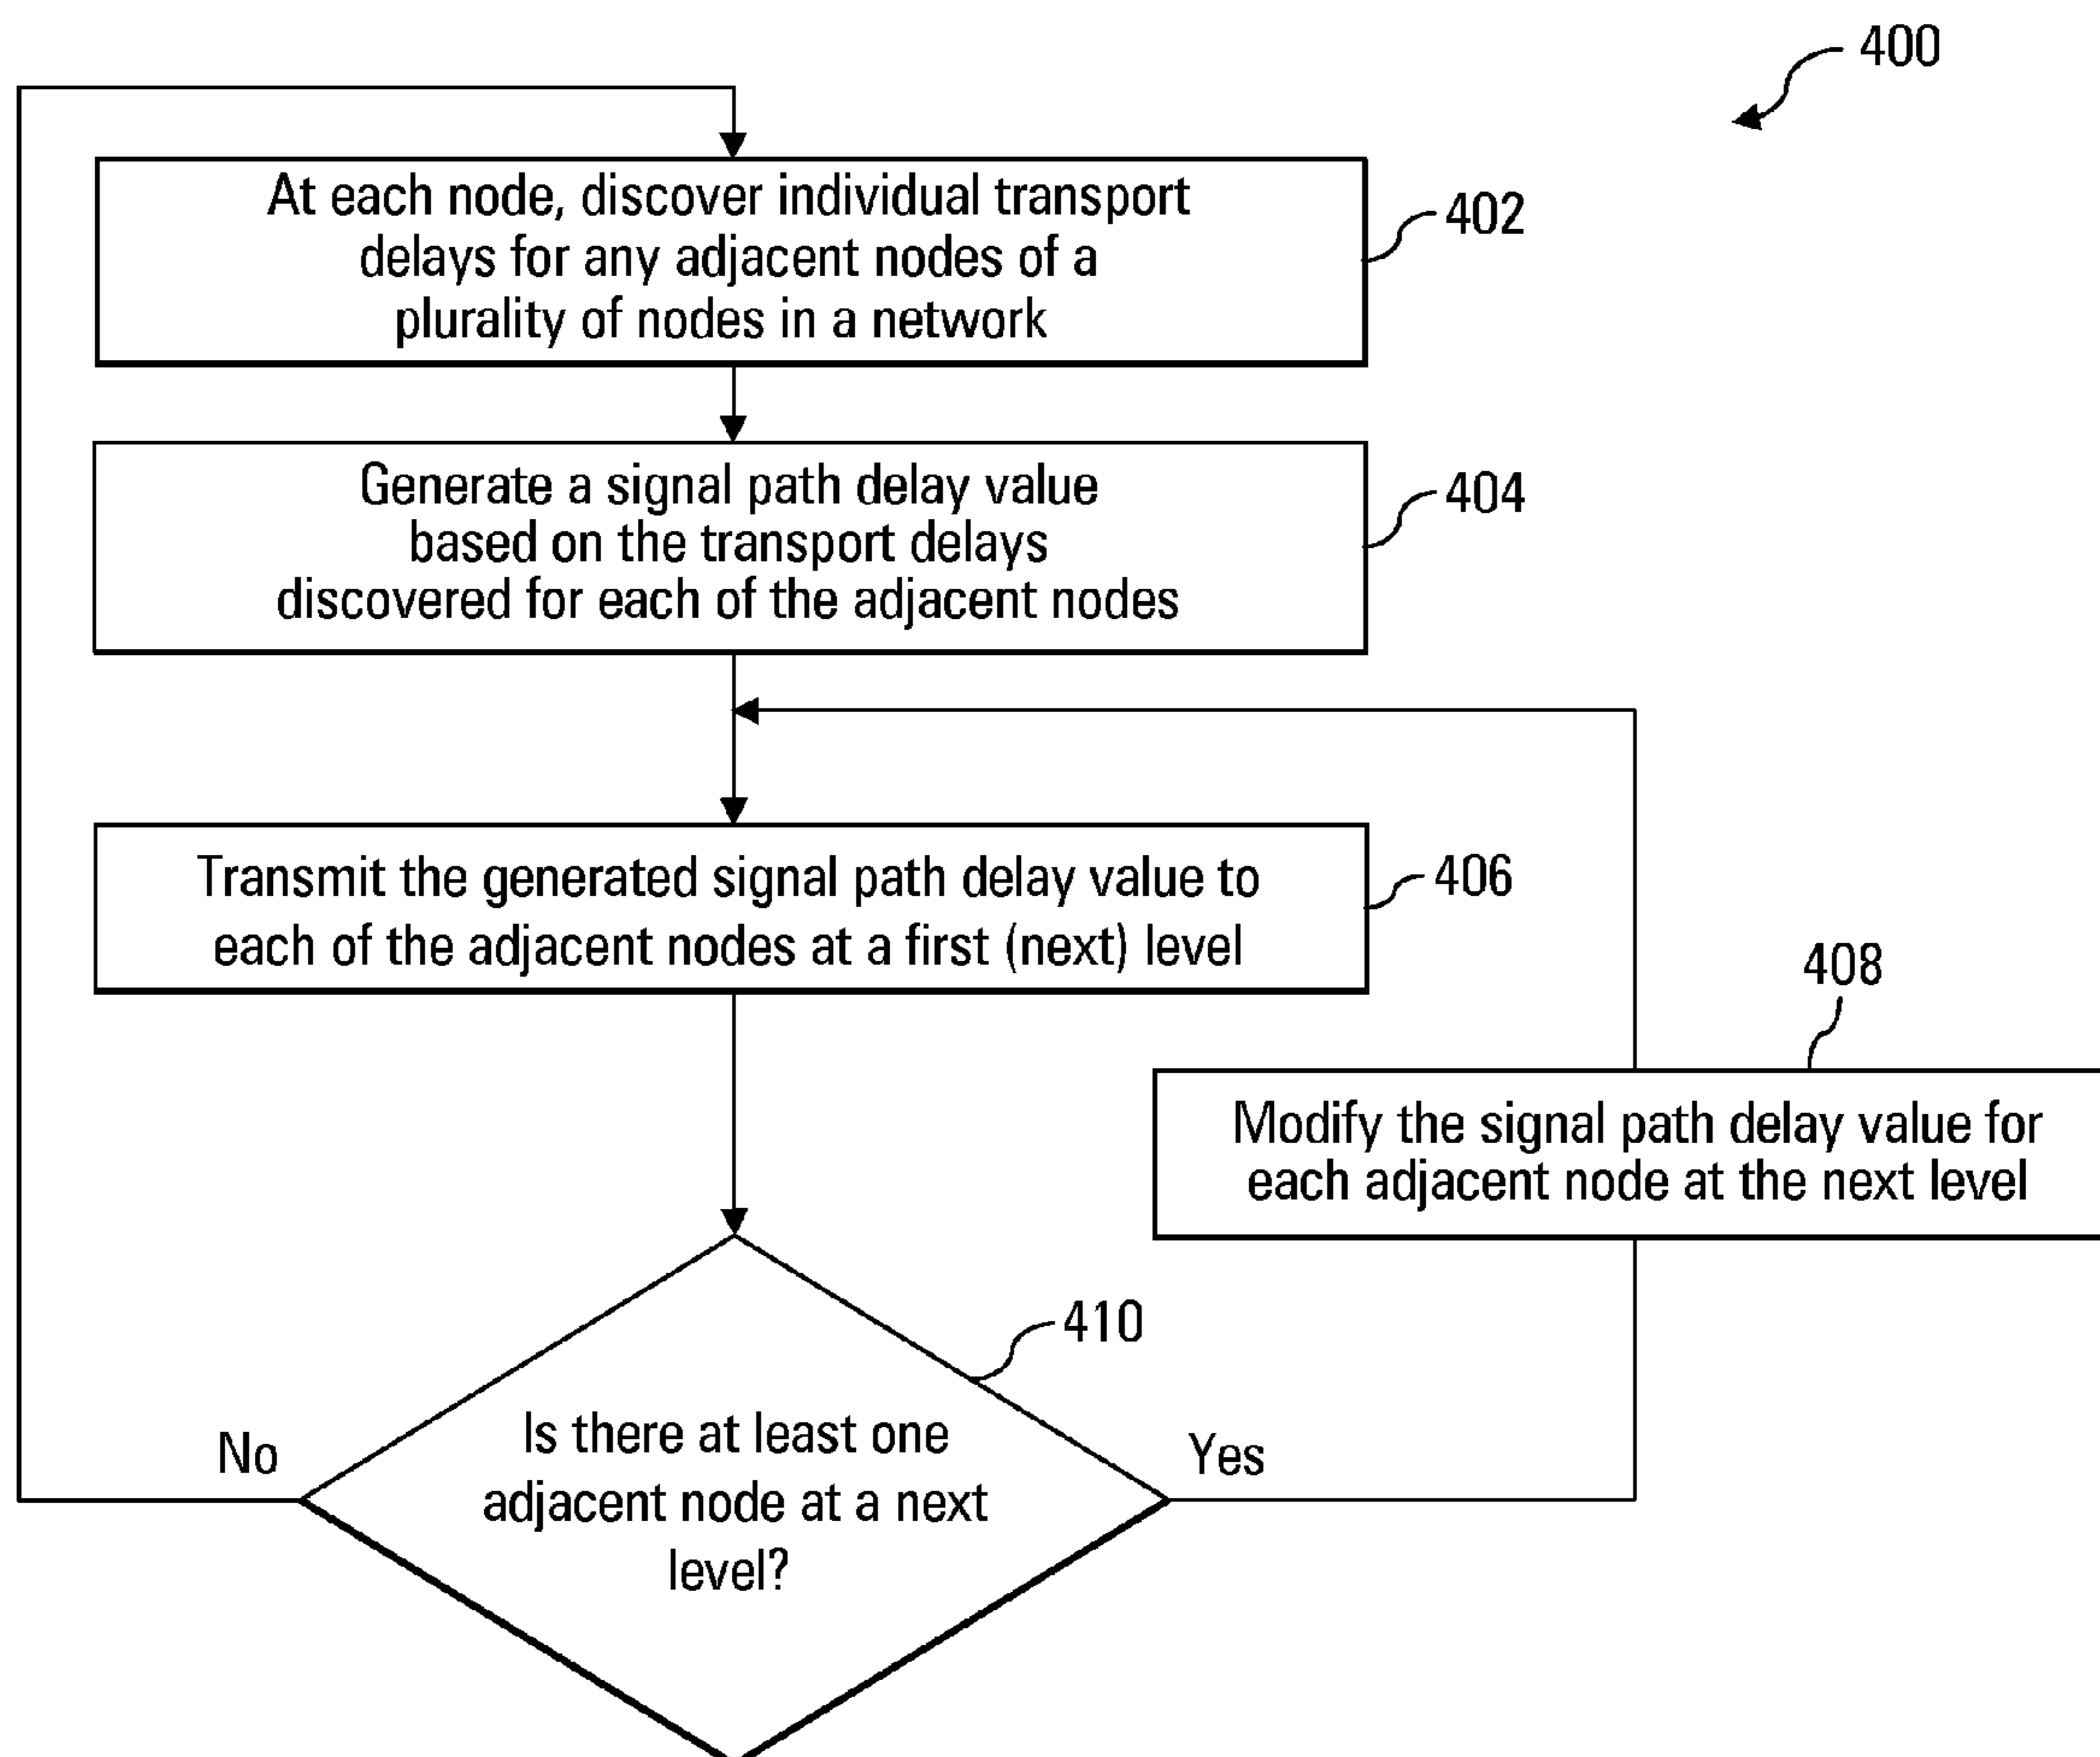 400
At each node, discover individual transport
delays for any adjacent nodes of a
plurality of nodes in a network
402
Generate a signal path delay value
based on the transport delays
discovered for each of the adjacent nodes
404
Transmit the generated signal path delay value to
each of the adjacent nodes at a first (next) level
406
408
Modify the signal path delay value for
each adjacent node at the next level
410
Is there at least one
adjacent node at a next
level?
No
Yes